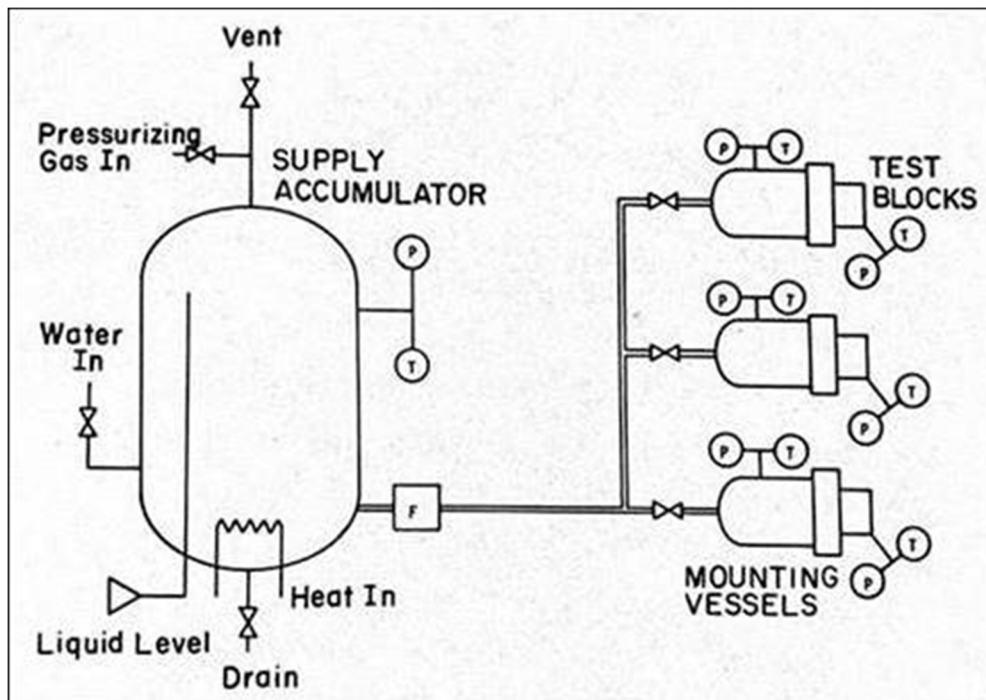 Vent
Pressurizing
Gas In
SUPPLY
ACCUMULATOR
P
T
Water
In
F
Heat In
Liquid Level
Drain
P T
TEST
BLOCKS
T
P
P T
T
P
P T
T
P
MOUNTING
VESSELS